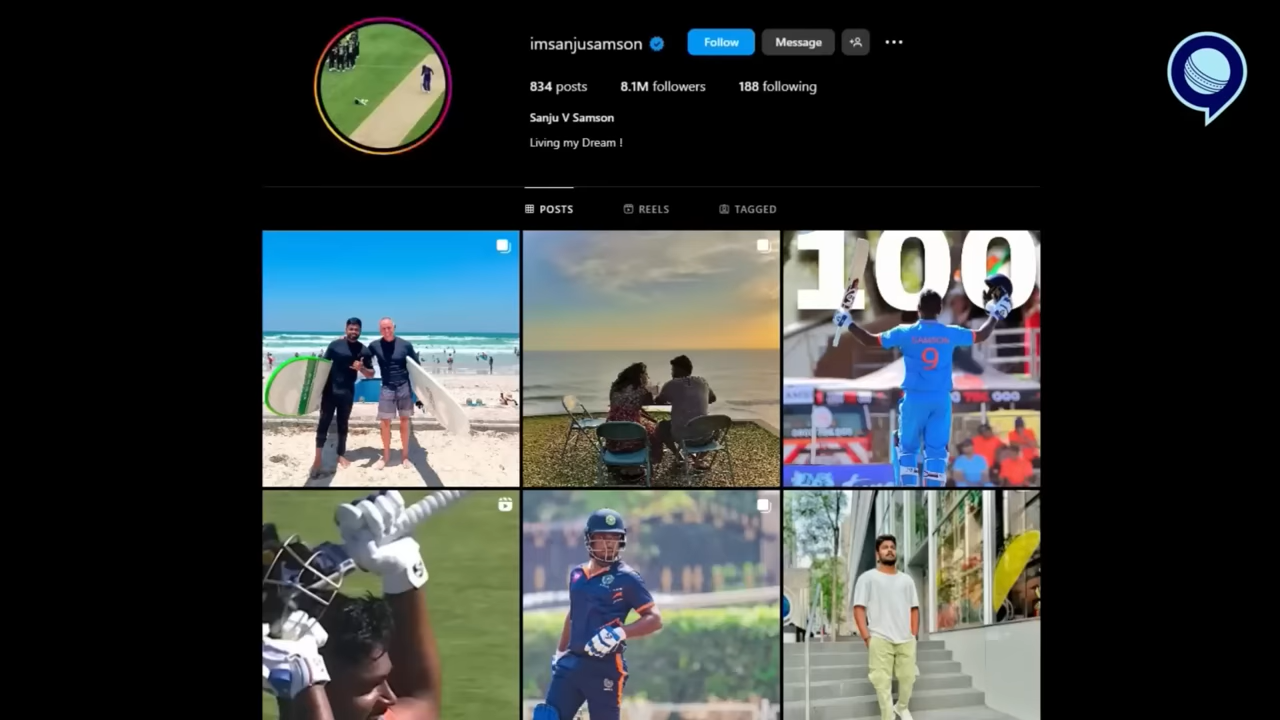 imsanjusamson
Follow
Message
834 posts
8.1M followers
188 following
Sanju V Samson
Living my Dream !
POSTS
REELS
TAGGED
100
SAMSON
9